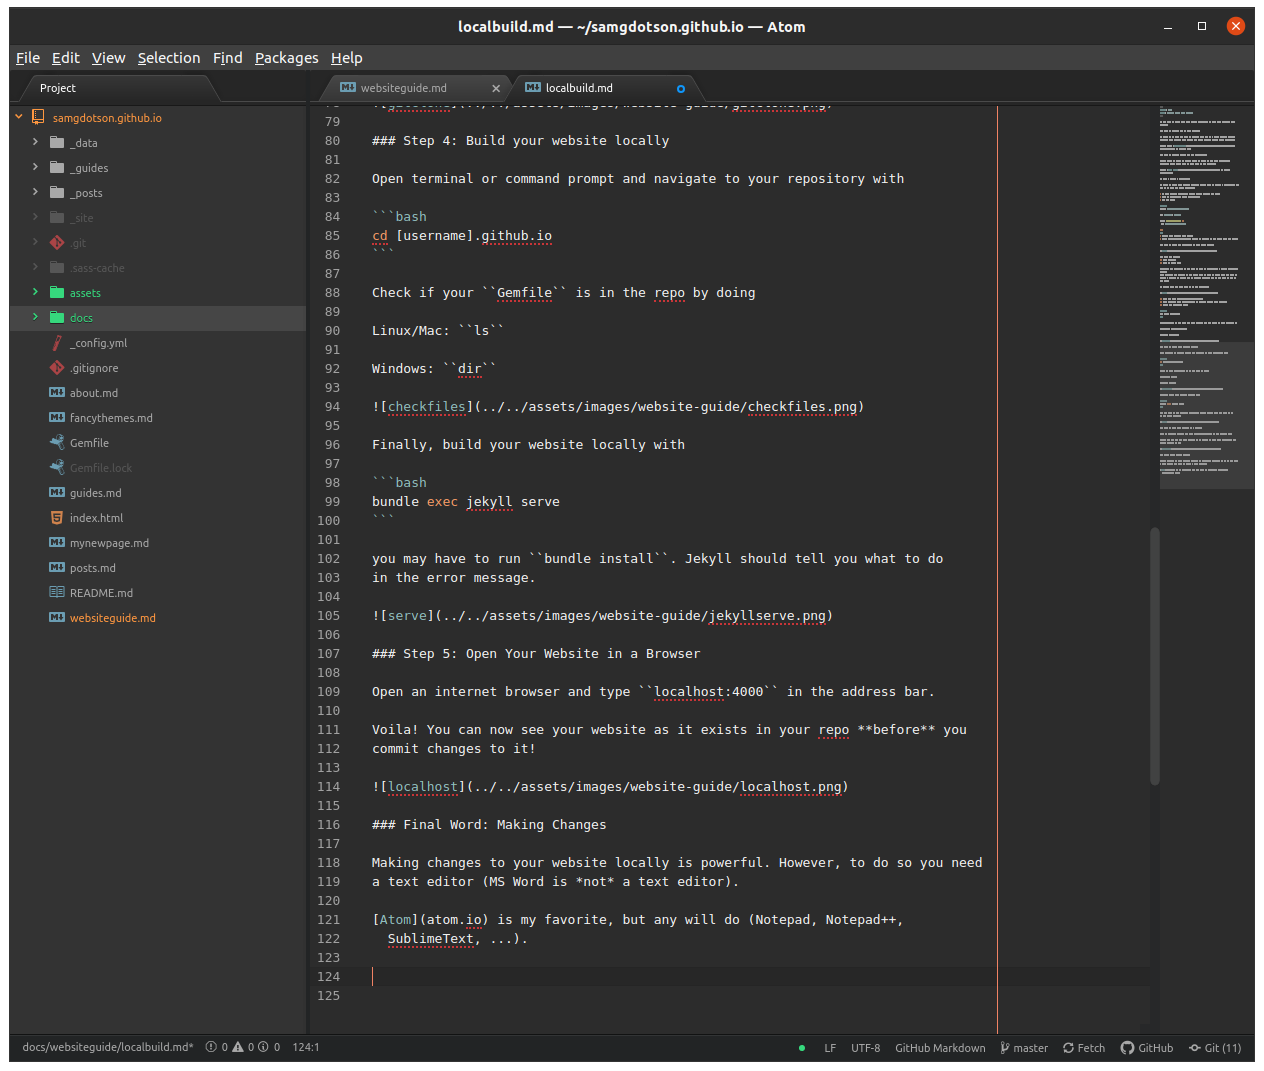 localbuild.md — ~/samgdotson.github.io — Atom
File Edit View Selection Find Packages Help
Project
websiteguide.md
localbuild.md
samgdotson.github.io
_data
_guides
_posts
_site
.git
.sass-cache
assets
docs
_config.yml
.gitignore
about.md
fancythemes.md
Gemfile
Gemfile.lock
guides.md
index.html
mynewpage.md
posts.md
README.md
websiteguide.md
79
80 ### Step 4: Build your website locally
81
82 Open terminal or command prompt and navigate to your repository with
83
84 ```bash
85 cd [username].github.io
86 ```
87
88 Check if your ``Gemfile`` is in the repo by doing
89
90 Linux/Mac: ``ls``
91
92 Windows: ``dir``
93
94 ![checkfiles](../../assets/images/website-guide/checkfiles.png)
95
96 Finally, build your website locally with
97
98 ```bash
99 bundle exec jekyll serve
100 ```
101
102 you may have to run ``bundle install``. Jekyll should tell you what to do
103 in the error message.
104
105 ![serve](../../assets/images/website-guide/jekyllserve.png)
106
107 ### Step 5: Open Your Website in a Browser
108
109 Open an internet browser and type ``localhost:4000`` in the address bar.
110
111 Voila! You can now see your website as it exists in your repo **before** you
112 commit changes to it!
113
114 ![localhost](../../assets/images/website-guide/localhost.png)
115
116 ### Final Word: Making Changes
117
118 Making changes to your website locally is powerful. However, to do so you need
119 a text editor (MS Word is *not* a text editor).
120
121 [Atom](atom.io) is my favorite, but any will do (Notepad, Notepad++,
122 SublimeText, ...).
123
124
125
docs/websiteguide/localbuild.md* 0 0 0 124:1 LF UTF-8 GitHub Markdown master Fetch GitHub Git (11)